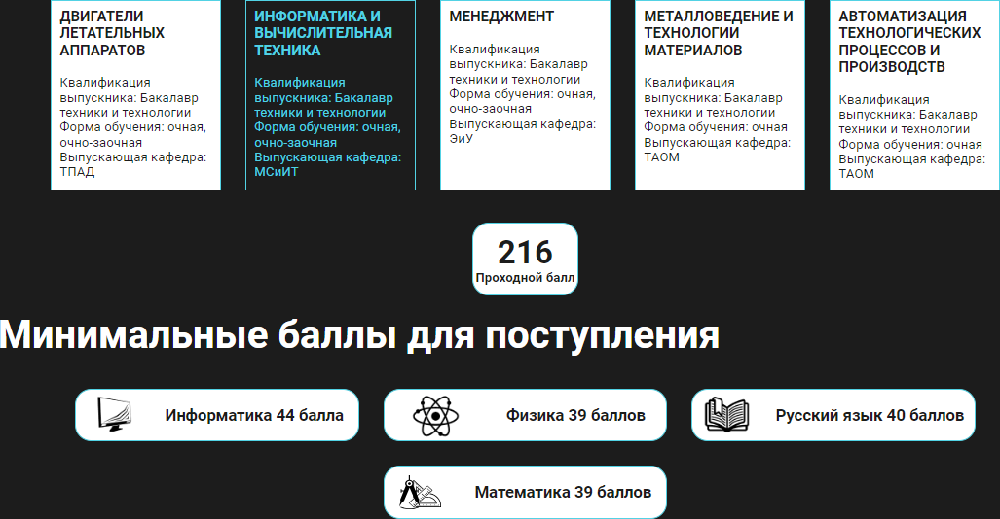 ДВИГАТЕЛИ
ЛЕТАТЕЛЬНЫХ
АППАРАТОВ
Квалификация
выпускника: Бакалавр
техники и технологии
Форма обучения: очная,
очно-заочная
Выпускающая кафедра:
ТПАД
ИНФОРМАТИКА И
ВЫЧИСЛИТЕЛЬНАЯ
ТЕХНИКА
Квалификация
выпускника: Бакалавр
техники и технологии
Форма обучения: очная,
очно-заочная
Выпускающая кафедра:
МСиИТ
МЕНЕДЖМЕНТ
Квалификация
выпускника: Бакалавр
техники и технологии
Форма обучения: очная,
очно-заочная
Выпускающая кафедра:
ЭиУ
МЕТАЛЛОВЕДЕНИЕ И
ТЕХНОЛОГИИ
МАТЕРИАЛОВ
Квалификация
выпускника: Бакалавр
техники и технологии
Форма обучения: очная
Выпускающая кафедра:
ТАОМ
АВТОМАТИЗАЦИЯ
ТЕХНОЛОГИЧЕСКИХ
ПРОЦЕССОВ И
ПРОИЗВОДСТВ
Квалификация
выпускника: Бакалавр
техники и технологии
Форма обучения: очная
Выпускающая кафедра:
ТАОМ
216
Проходной балл
Минимальные баллы для поступления
Информатика 44 балла
Физика 39 баллов
Русский язык 40 баллов
Математика 39 баллов